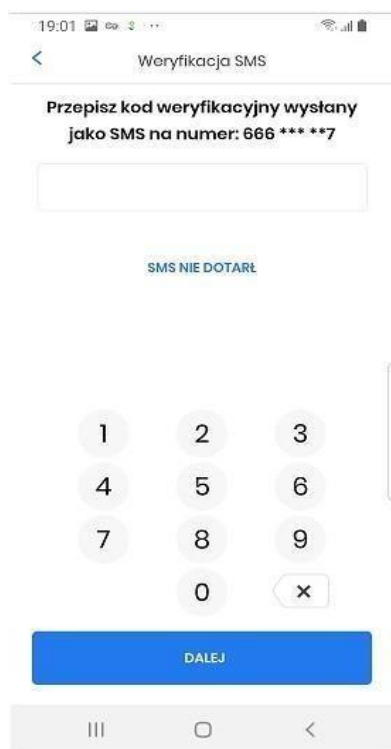 19:01
Weryfikacja SMS
Przepisz kod weryfikacyjny wysłany
jako SMS na numer: 666 *** **7
SMS NIE DOTARŁ
1 2 3
4 5 6
7 8 9
0
DALEJ